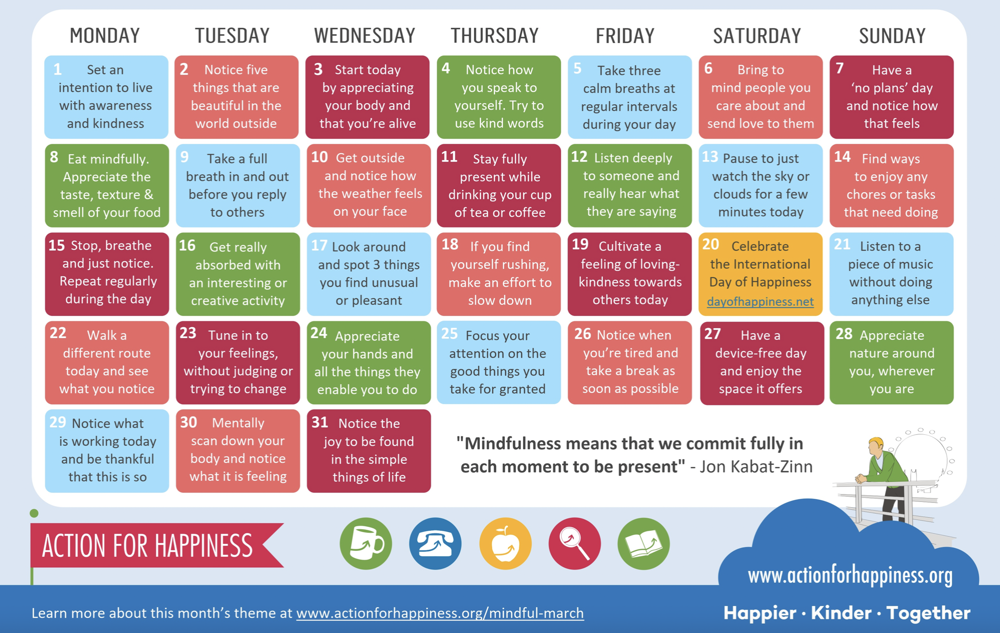 MONDAY TUESDAY WEDNESDAY THURSDAY FRIDAY SATURDAY SUNDAY
1 Set an
intention to live
with awareness
and kindness
2 Notice five
things that are
beautiful in the
world outside
3 Start today
by appreciating
your body and
that you're alive
4 Notice how
you speak to
yourself. Try to
use kind words
5 Take three
calm breaths at
regular intervals
during your day
6 Bring to
mind people you
care about and
send love to them
7 Have a
‘no plans’ day
and notice how
that feels
8 Eat mindfully.
Appreciate the
taste, texture &
smell of your food
9 Take a full
breath in and out
before you reply
to others
10 Get outside
and notice how
the weather feels
on your face
11 Stay fully
present while
drinking your cup
of tea or coffee
12 Listen deeply
to someone and
really hear what
they are saying
13 Pause to just
watch the sky or
clouds for a few
minutes today
14 Find ways
to enjoy any
chores or tasks
that need doing
15 Stop, breathe
and just notice.
Repeat regularly
during the day
16 Get really
absorbed with
an interesting or
creative activity
17 Look around
and spot 3 things
you find unusual
or pleasant
18 If you find
yourself rushing,
make an effort to
slow down
19 Cultivate a
feeling of loving-
kindness towards
others today
20 Celebrate
the International
Day of Happiness
dayofhappiness.net
21 Listen to a
piece of music
without doing
anything else
22 Walk a
different route
today and see
what you notice
23 Tune in to
your feelings,
without judging or
trying to change
24 Appreciate
your hands and
all the things they
enable you to do
25 Focus your
attention on the
good things you
take for granted
26 Notice when
you're tired and
take a break as
soon as possible
27 Have a
device-free day
and enjoy the
space it offers
28 Appreciate
nature around
you, wherever
you are
29 Notice what
is working today
and be thankful
that this is so
30 Mentally
scan down your
body and notice
what it is feeling
31 Notice the
joy to be found
in the simple
things of life
"Mindfulness means that we commit fully in
each moment to be present" - Jon Kabat-Zinn
ACTION FOR HAPPINESS
www.actionforhappiness.org
Learn more about this month's theme at www.actionforhappiness.org/mindful-march
Happier · Kinder · Together